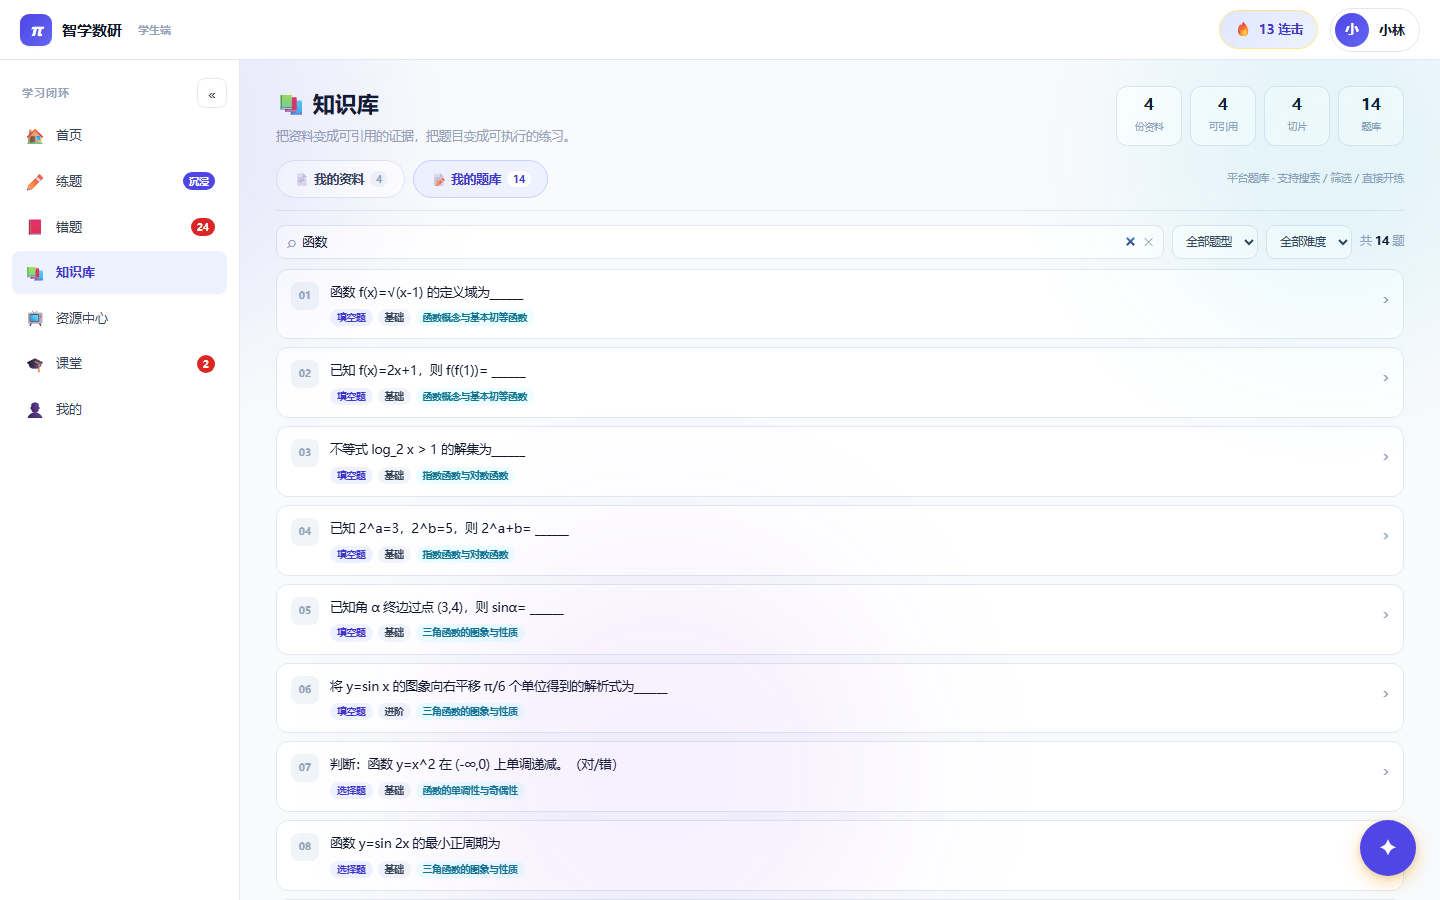 π 智学数研 学生端
🔥 13 连击 小 小林
学习闭环 «
首页
练题 沉浸
错题 24
知识库
资源中心
课堂 2
我的
知识库
把资料变成可引用的证据，把题目变成可执行的练习。
4 份资料
4 可引用
4 切片
14 题库
我的资料 4 我的题库 14
平台题库 · 支持搜索 / 筛选 / 直接开练
函数 × × 全部题型 全部难度 共 14 题
01 函数 f(x)=√(x-1) 的定义域为_____ ›
填空题 基础 函数概念与基本初等函数
02 已知 f(x)=2x+1，则 f(f(1))= _____ ›
填空题 基础 函数概念与基本初等函数
03 不等式 log_2 x > 1 的解集为_____ ›
填空题 基础 指数函数与对数函数
04 已知 2^a=3，2^b=5，则 2^a+b= _____ ›
填空题 基础 指数函数与对数函数
05 已知角 α 终边过点 (3,4)，则 sinα= _____ ›
填空题 基础 三角函数的图象与性质
06 将 y=sin x 的图象向右平移 π/6 个单位得到的解析式为_____ ›
填空题 进阶 三角函数的图象与性质
07 判断：函数 y=x^2 在 (-∞,0) 上单调递减。（对/错） ›
选择题 基础 函数的单调性与奇偶性
08 函数 y=sin 2x 的最小正周期为
选择题 基础 三角函数的图象与性质